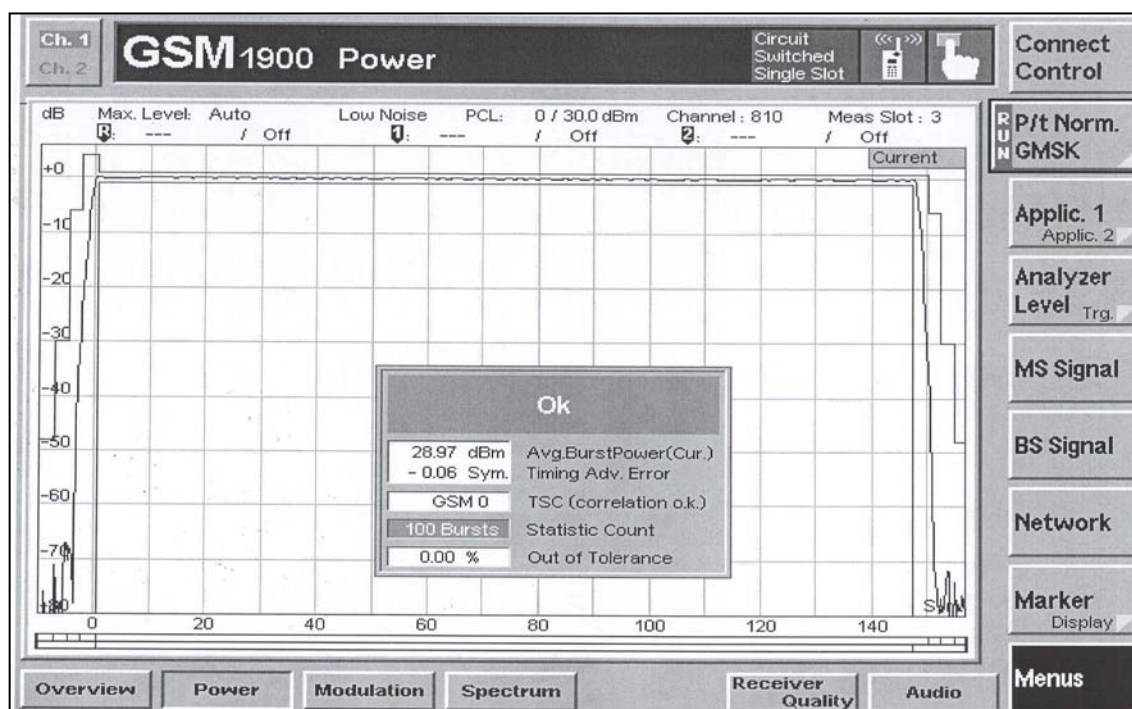 Ch. 1
Ch. 2
GSM 1900 Power
Circuit
Switched
Single Slot
Connect
Control
dB Max. Level: Auto Low Noise PCL: 0 / 30.0 dBm Channel : 810 Meas Slot : 3
R: --- / Off 1: --- / Off 2: --- / Off
Current
RUN
P/t Norm.
GMSK
+0
-10
-20
-30
-40
-50
-60
-70
-80
0 20 40 60 80 100 120 140
Ok
28.97 dBm Avg.BurstPower(Cur.)
- 0.06 Sym. Timing Adv. Error
GSM 0 TSC (correlation o.k.)
100 Bursts Statistic Count
0.00 % Out of Tolerance
Applic. 1
Applic. 2
Analyzer
Level Trg.
MS Signal
BS Signal
Network
Marker
Display
Menus
Overview
Power
Modulation
Spectrum
Receiver
Quality
Audio